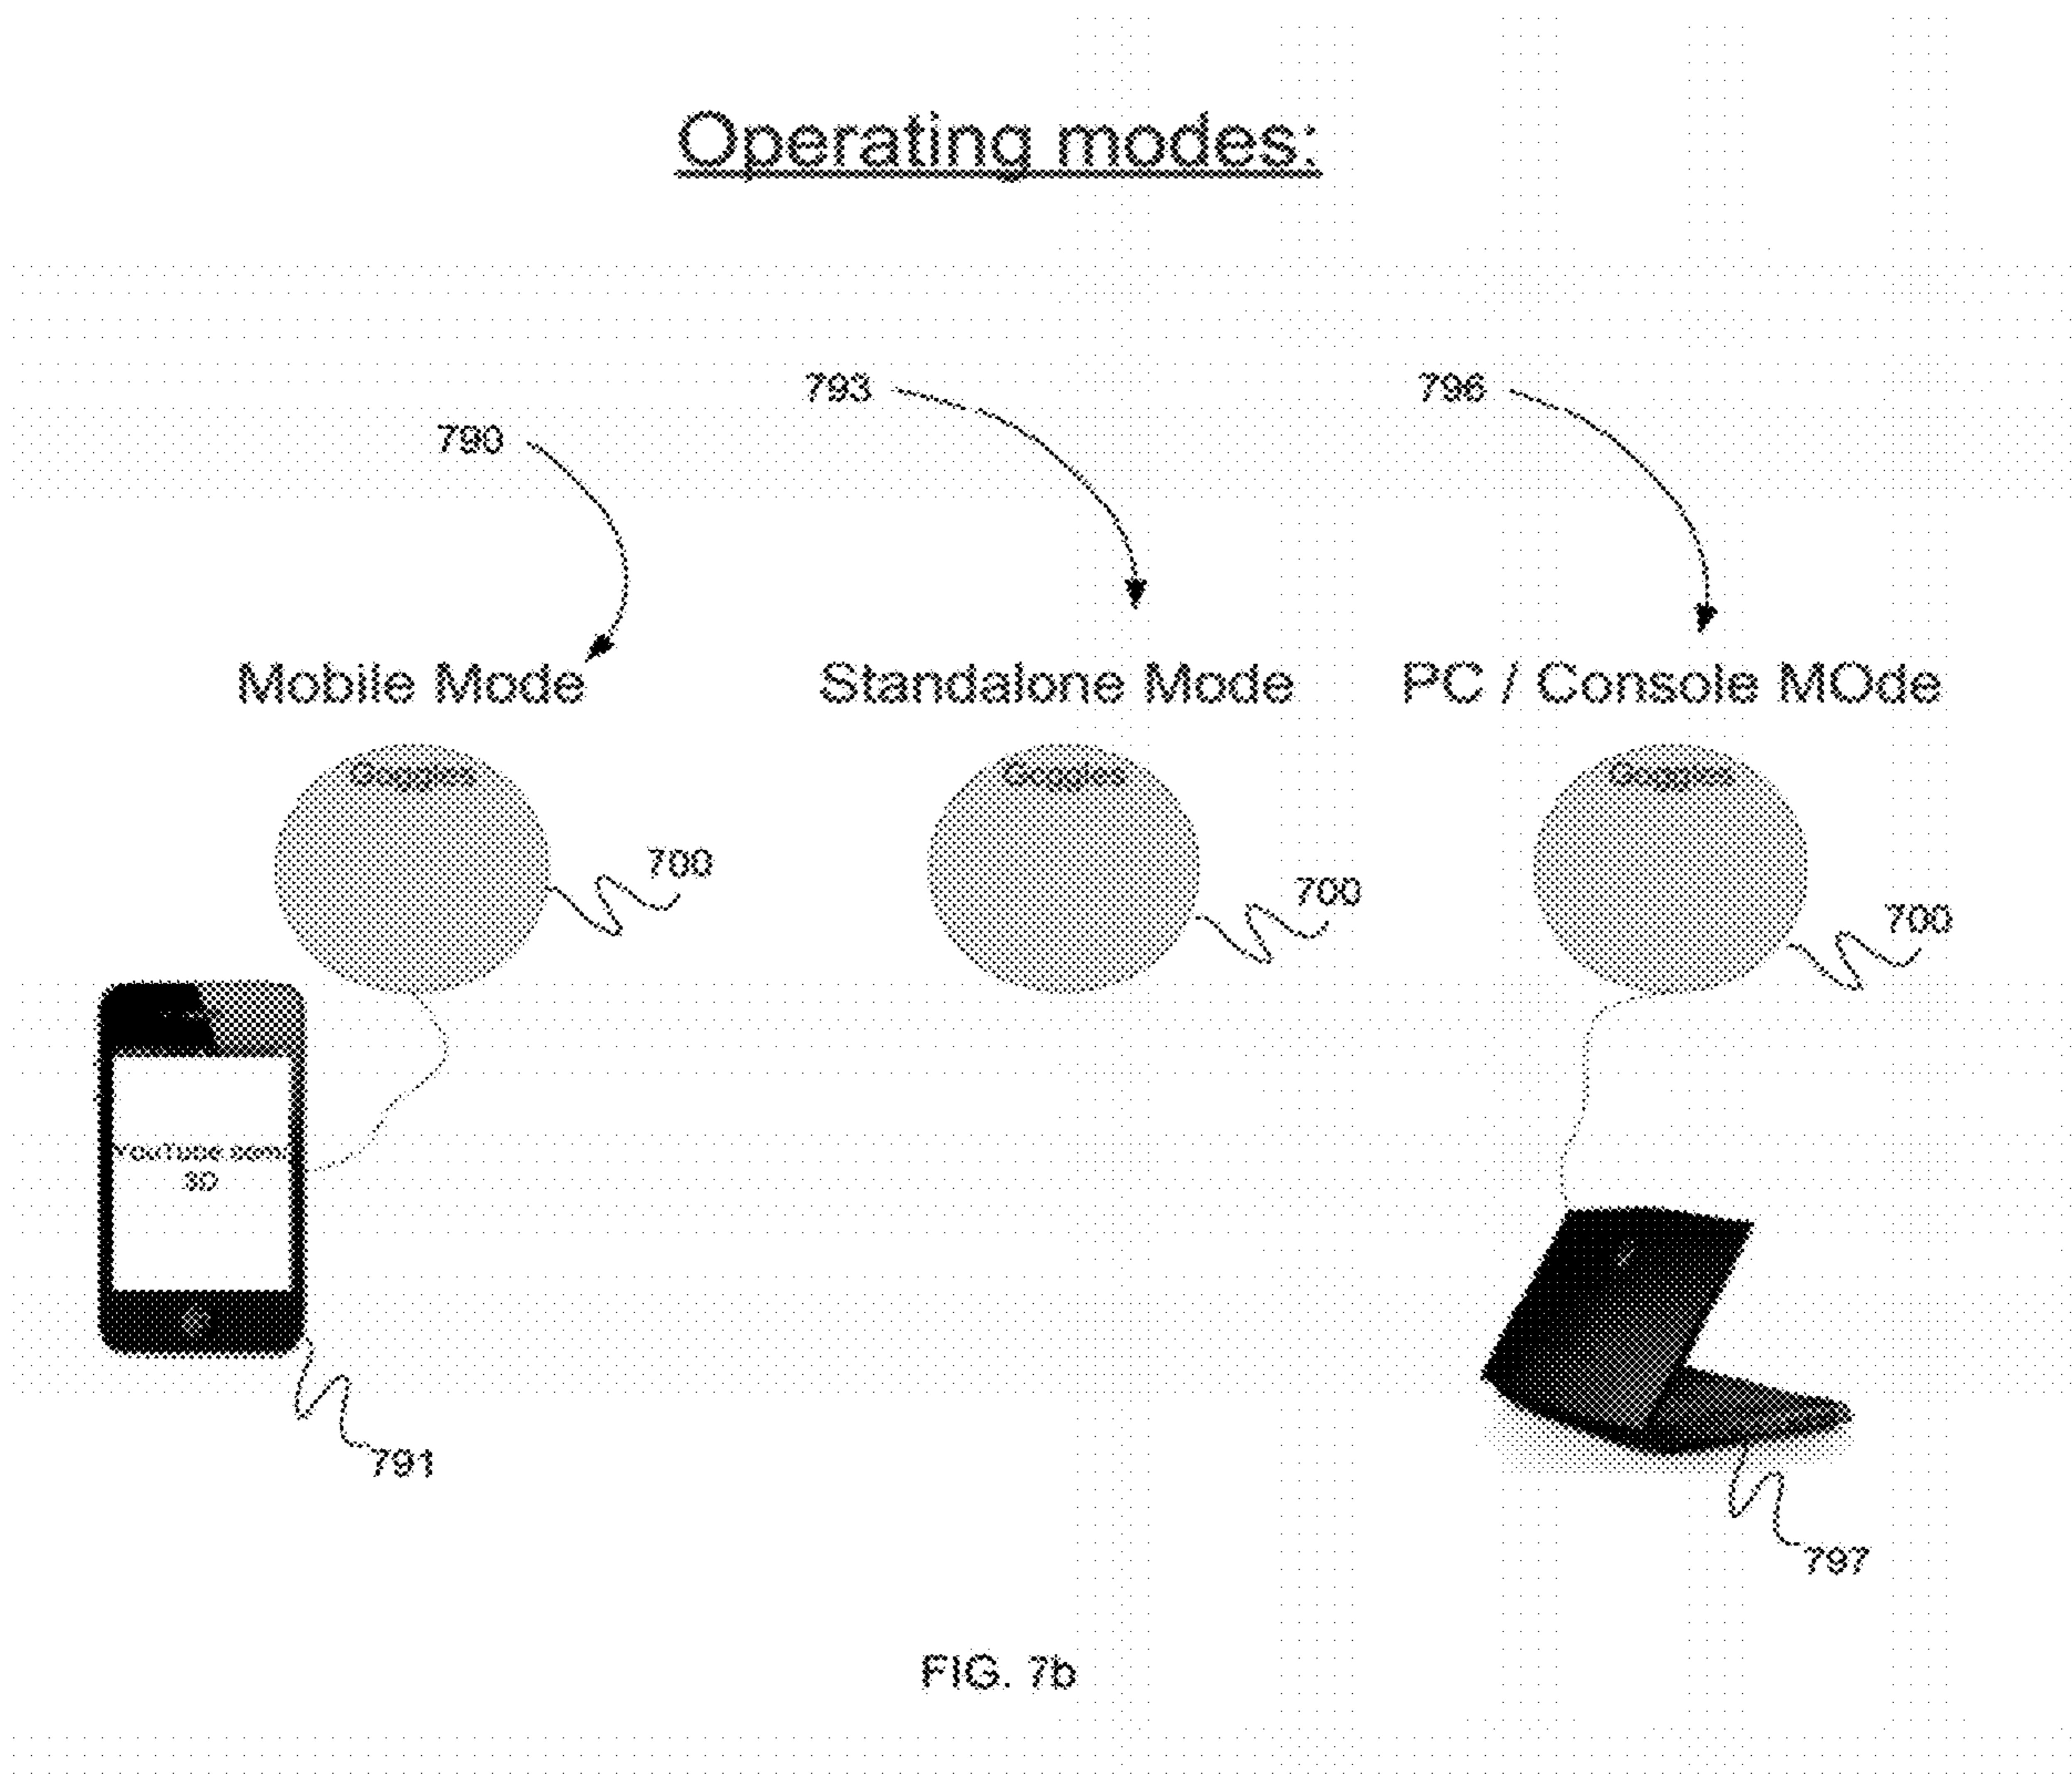 Operating modes:
790
793
796
Mobile Mode
Standalone Mode
PC / Console MOde
Goggles
Goggles
Goggles
700
700
700
YouTube.com:
3D
791
797
FIG. 7b